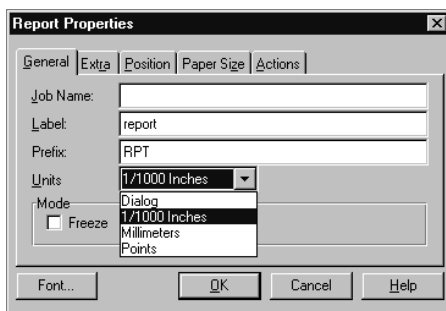 Report Properties
General Extra Position Paper Size Actions
Job Name:
Label: report
Prefix: RPT
Units 1/1000 Inches
Dialog
1/1000 Inches
Millimeters
Points
Mode
Freeze
Font... OK Cancel Help